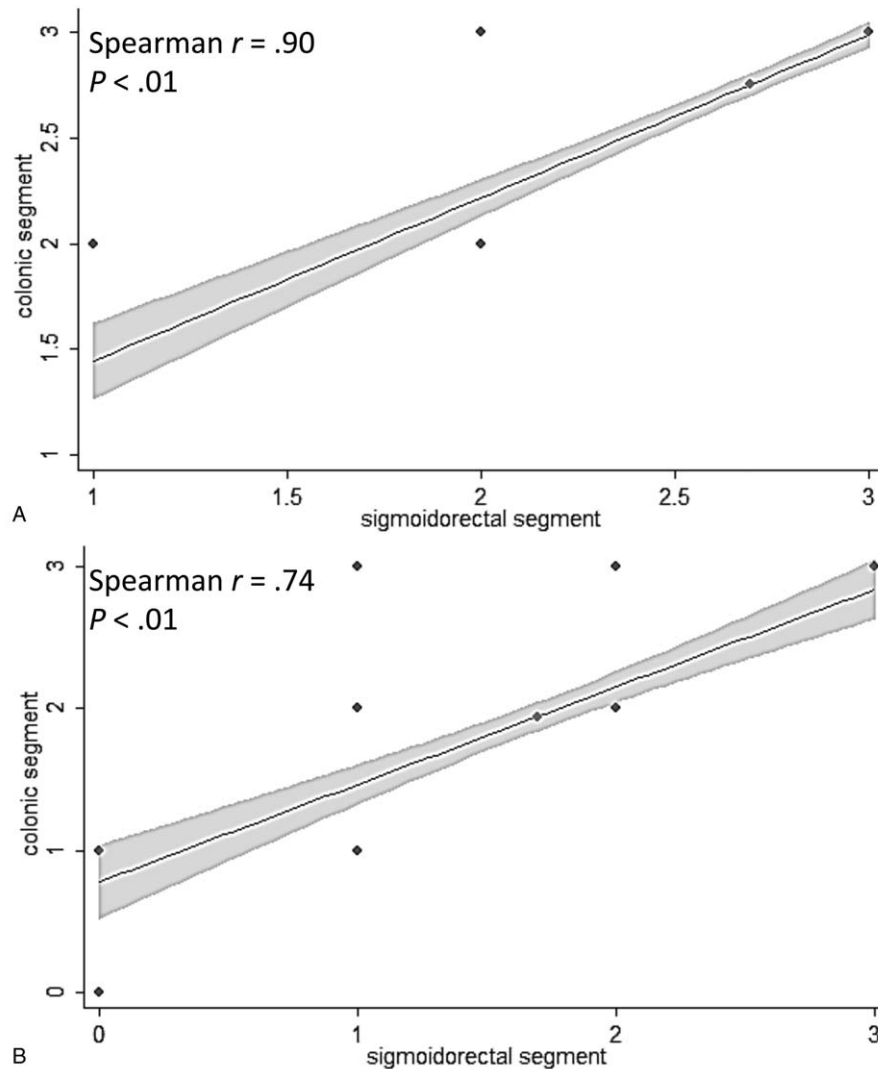 3
Spearman r = .90
P < .01
2.5
colonic segment
2
1.5
1
1 1.5 2 2.5 3
A
sigmoidorectal segment
3
Spearman r = .74
P < .01
2
colonic segment
1
0
0 1 2 3
B
sigmoidorectal segment